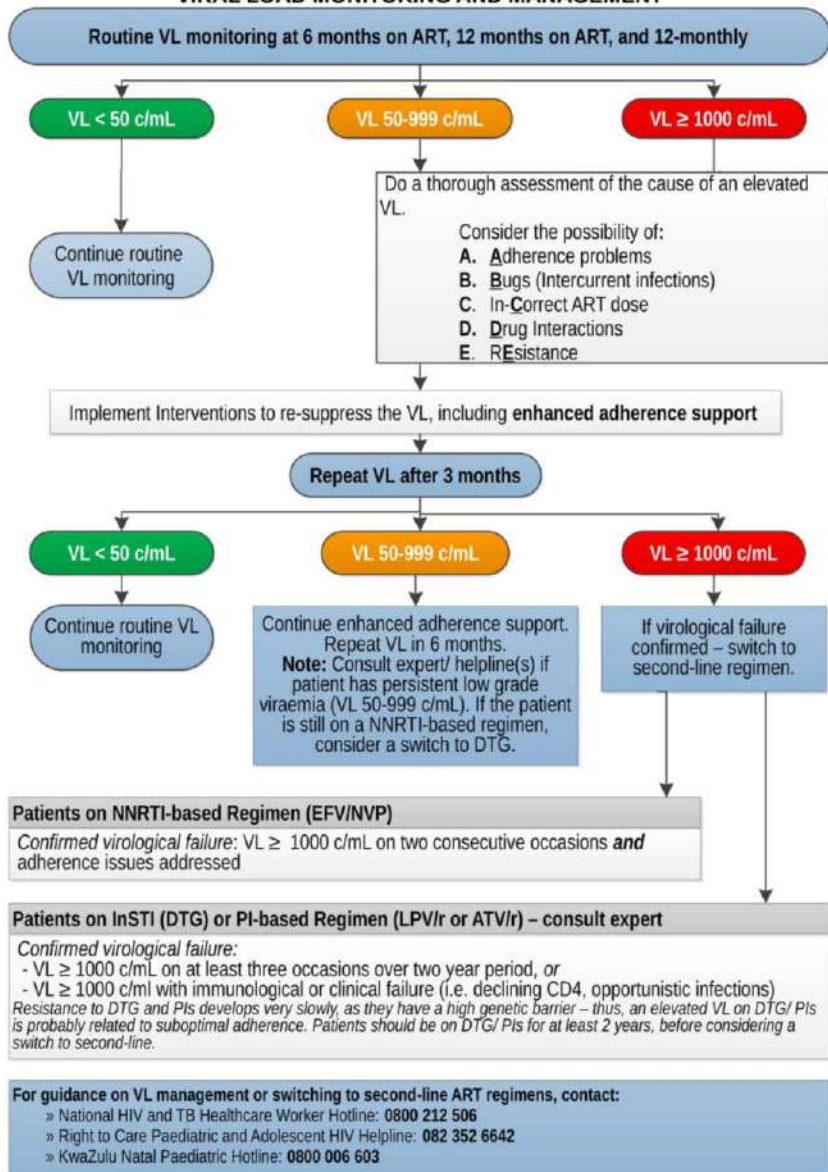 VIRAL LOAD MONITORING AND MANAGEMENT
Routine VL monitoring at 6 months on ART, 12 months on ART, and 12-monthly
VL < 50 c/mL
VL 50-999 c/mL
VL ≥ 1000 c/mL
Do a thorough assessment of the cause of an elevated
VL.
Consider the possibility of:
A. Adherence problems
B. Bugs (Intercurrent infections)
C. In-Correct ART dose
D. Drug Interactions
E. REsistance
Continue routine
VL monitoring
Implement Interventions to re-suppress the VL, including enhanced adherence support
Repeat VL after 3 months
VL < 50 c/mL
VL 50-999 c/mL
VL ≥ 1000 c/mL
Continue routine VL
monitoring
Continue enhanced adherence support.
Repeat VL in 6 months.
Note: Consult expert/ helpline(s) if
patient has persistent low grade
viraemia (VL 50-999 c/mL). If the patient
is still on a NNRTI-based regimen,
consider a switch to DTG.
If virological failure
confirmed – switch to
second-line regimen.
Patients on NNRTI-based Regimen (EFV/NVP)
Confirmed virological failure: VL ≥ 1000 c/mL on two consecutive occasions and
adherence issues addressed
Patients on InSTI (DTG) or PI-based Regimen (LPV/r or ATV/r) – consult expert
Confirmed virological failure:
- VL ≥ 1000 c/mL on at least three occasions over two year period, or
- VL ≥ 1000 c/ml with immunological or clinical failure (i.e. declining CD4, opportunistic infections)
Resistance to DTG and PIs develops very slowly, as they have a high genetic barrier – thus, an elevated VL on DTG/ PIs
is probably related to suboptimal adherence. Patients should be on DTG/ PIs for at least 2 years, before considering a
switch to second-line.
For guidance on VL management or switching to second-line ART regimens, contact:
» National HIV and TB Healthcare Worker Hotline: 0800 212 506
» Right to Care Paediatric and Adolescent HIV Helpline: 082 352 6642
» KwaZulu Natal Paediatric Hotline: 0800 006 603